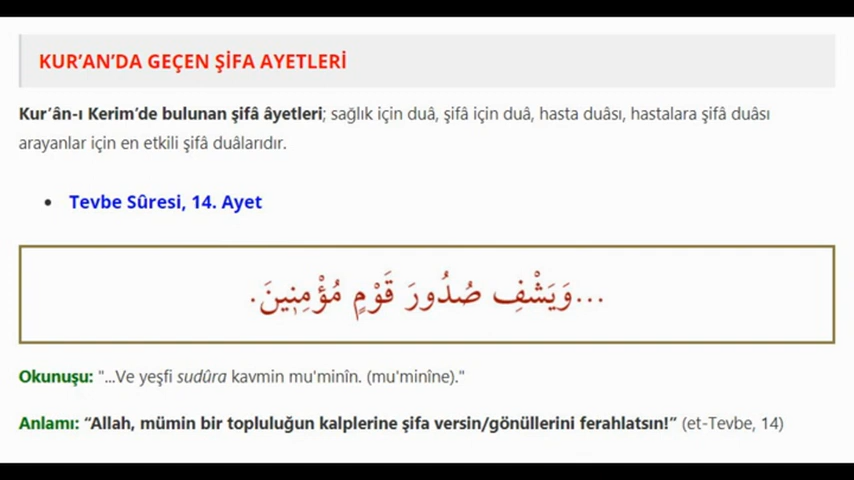 KUR’AN’DA GEÇEN ŞİFA AYETLERİ
Kur’ân-ı Kerim’de bulunan şifâ âyetleri; sağlık için duâ, şifâ için duâ, hasta duâsı, hastalara şifâ duâsı
arayanlar için en etkili şifâ duâlarıdır.
• Tevbe Sûresi, 14. Ayet
...وَيَشْفِ صُدُورَ قَوْمٍ مُؤْمِن۪ينَ.
Okunuşu: "...Ve yeşfi sudûra kavmin mu'minîn. (mu'minîne)."
Anlamı: “Allah, mümin bir topluluğun kalplerine şifa versin/gönüllerini ferahlatsın!” (et-Tevbe, 14)